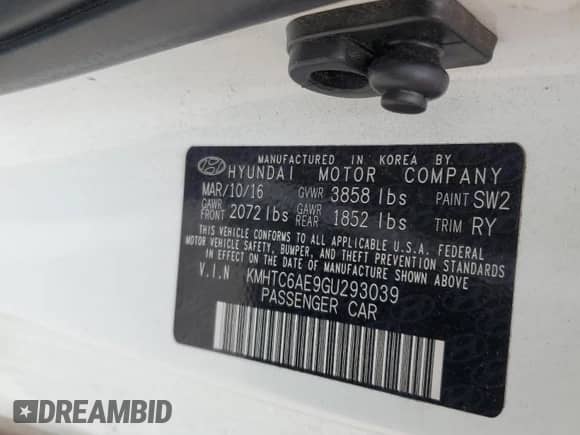 MANUFACTURED IN KOREA BY
HYUNDAI MOTOR COMPANY
MAR/10/16 GVWR 3858 lbs PAINT SW2
GAWR FRONT 2072 lbs GAWR REAR 1852 lbs TRIM RY
THIS VEHICLE CONFORMS TO ALL APPLICABLE U.S.A. FEDERAL
MOTOR VEHICLE SAFETY, BUMPER, AND THEFT PREVENTION STANDARDS
IN EFFECT ON THE DATE OF MANUFACTURE SHOWN ABOVE
V.I.N KMHTC6AE9GU293039
PASSENGER CAR
DREAMBID